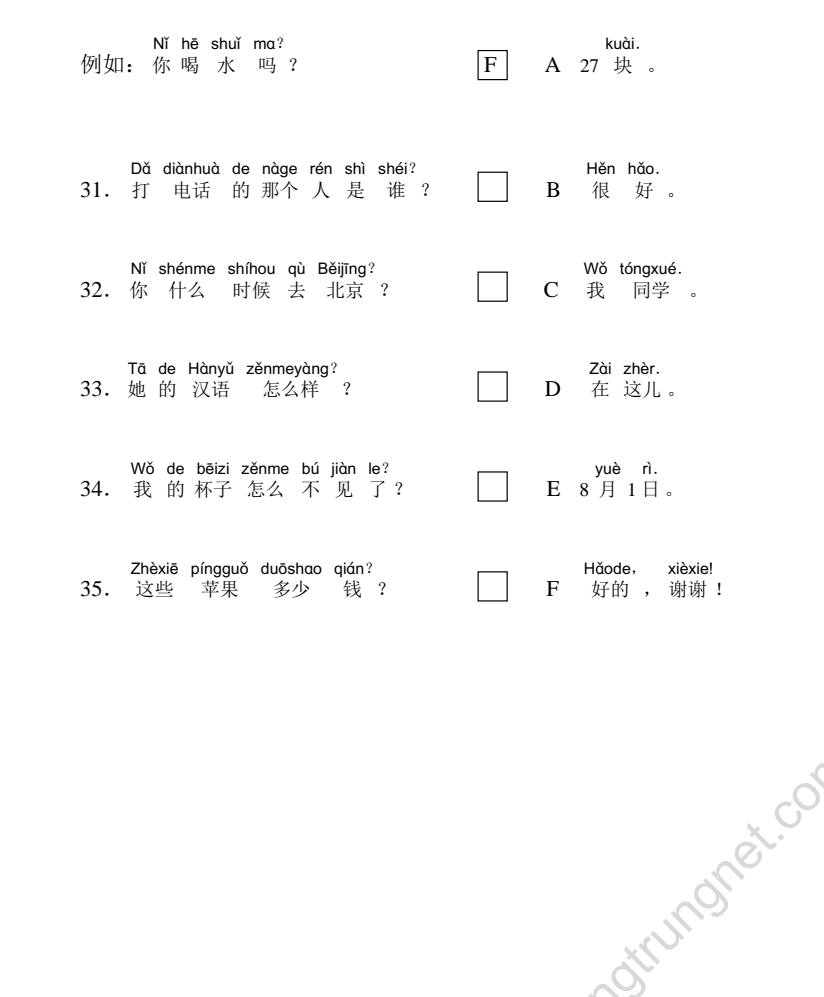 Nǐ hē shuǐ ma? kuài.
例如：你 喝 水 吗？ F A 27 块 。
Dǎ diànhuà de nàge rén shì shéi? Hěn hǎo.
31． 打 电话 的 那个 人 是 谁？ B 很 好 。
Nǐ shénme shíhou qù Běijīng? Wǒ tóngxué.
32． 你 什么 时候 去 北京？ C 我 同学 。
Tā de Hànyǔ zěnmeyàng? Zài zhèr.
33． 她 的 汉语 怎么样？ D 在 这儿 。
Wǒ de bēizi zěnme bú jiàn le? yuè rì.
34． 我 的 杯子 怎么 不 见 了？ E 8 月 1 日 。
Zhèxiē píngguǒ duōshao qián? Hǎode， xièxie!
35． 这些 苹果 多少 钱？ F 好的 ， 谢谢！